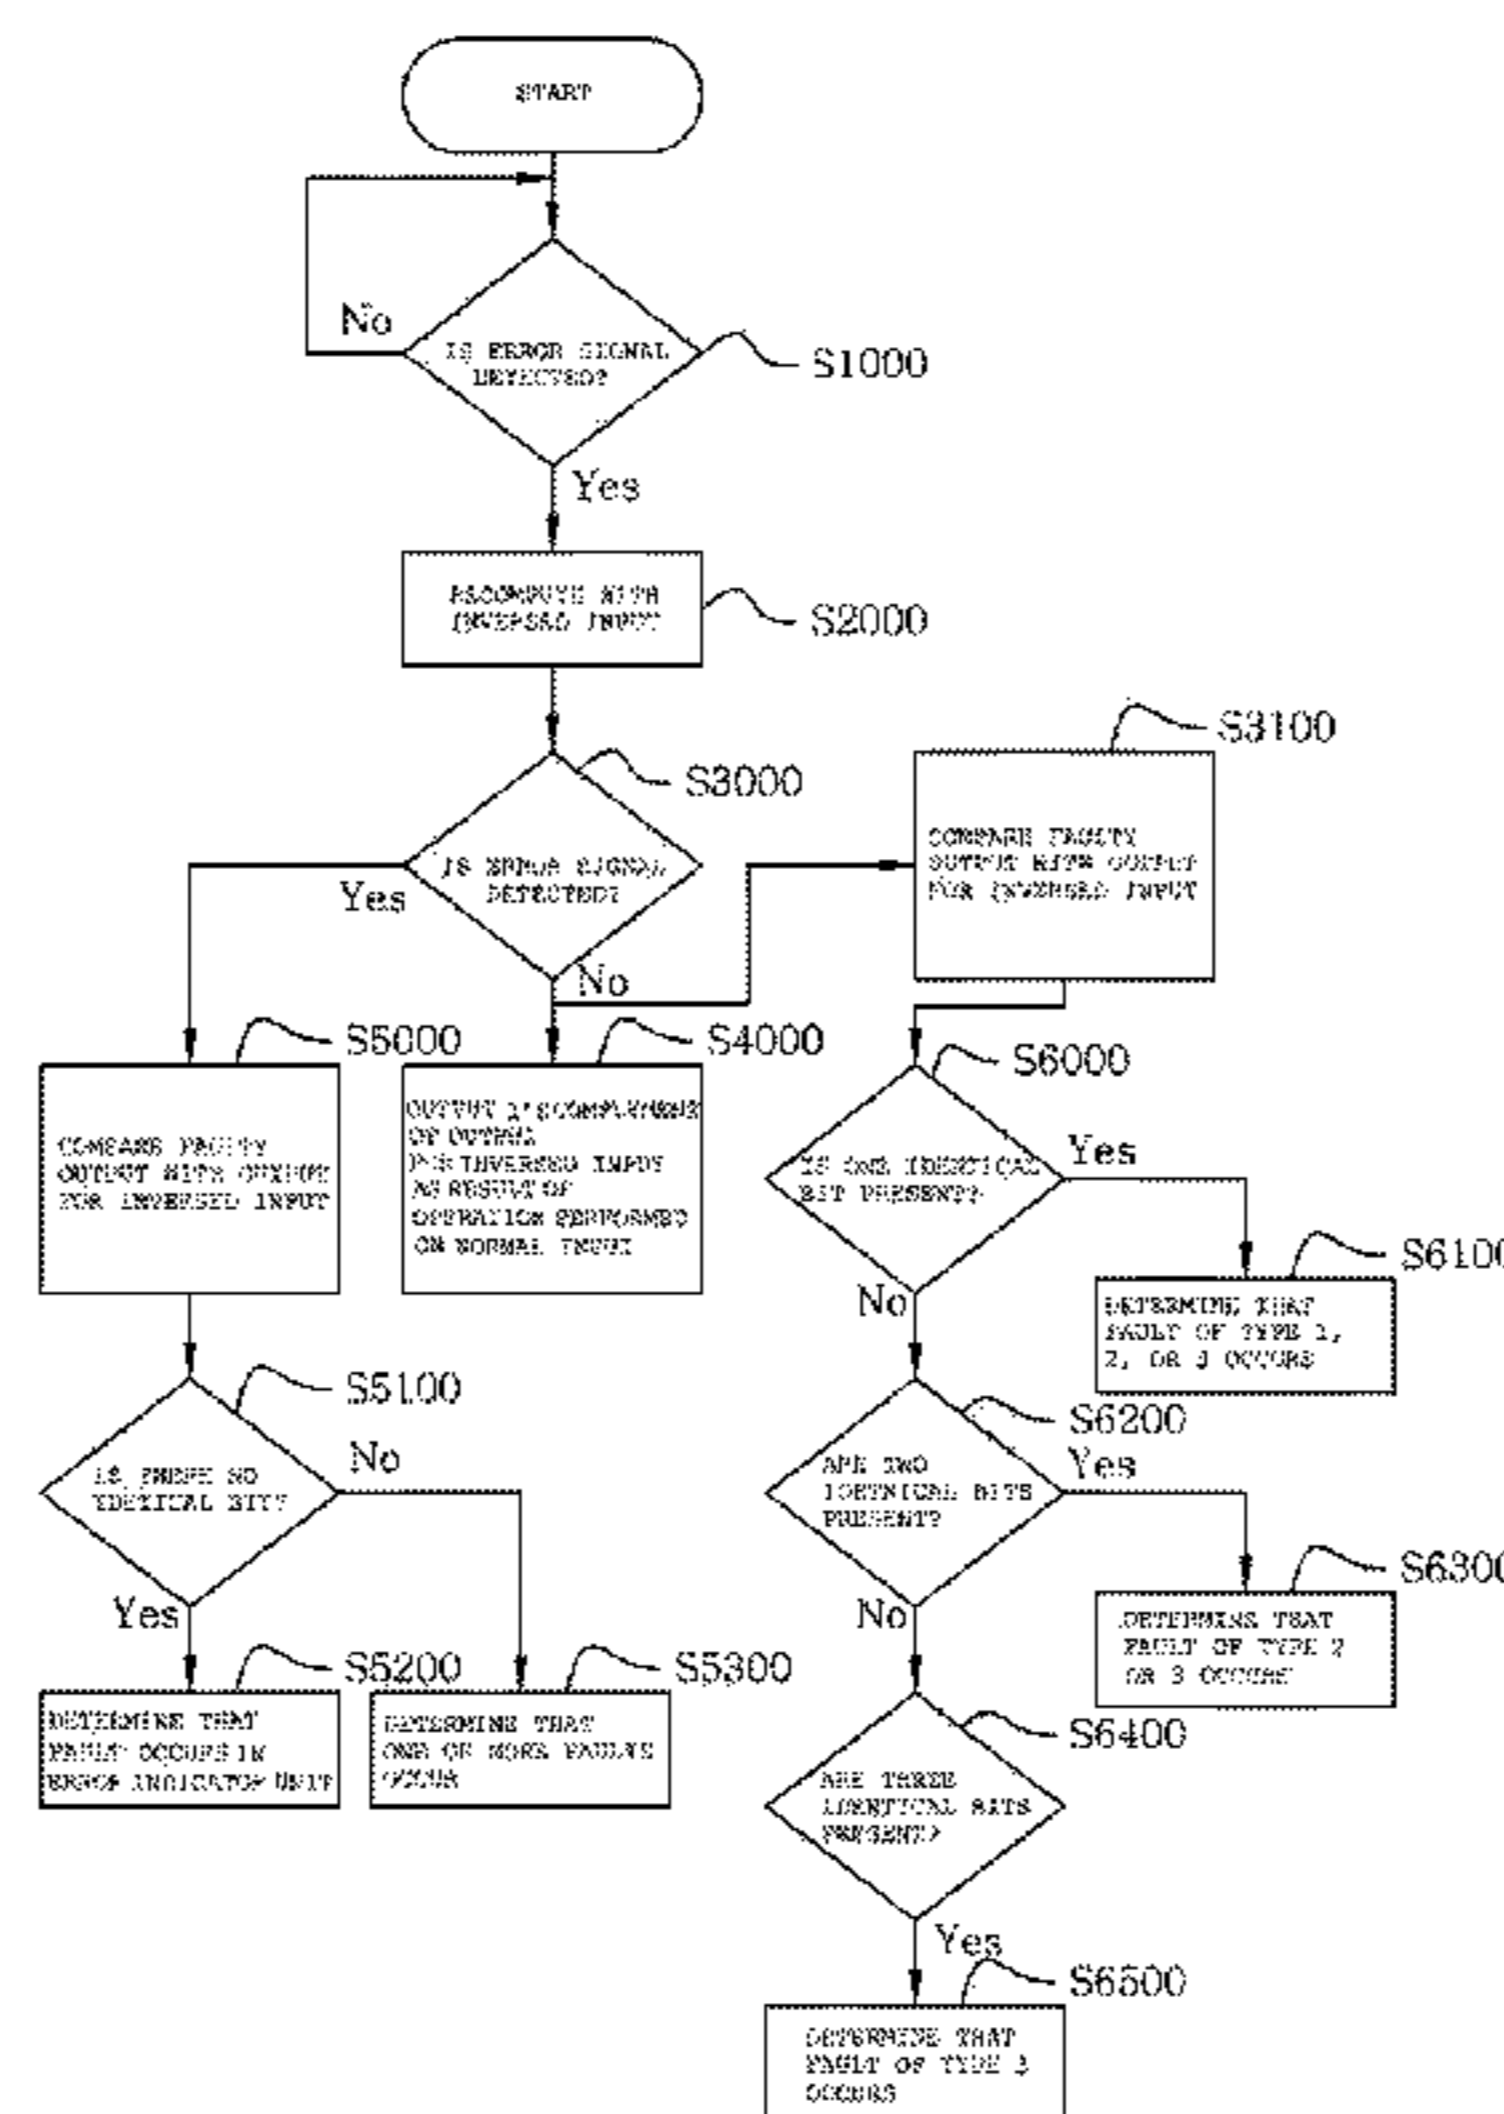 START
No
IS ERROR SIGNAL
DETECTED?
S1000
Yes
RECOMPUTE WITH
INVERSED INPUT
S2000
S3100
S3000
COMPARE FAULTY
OUTPUT WITH OUTPUT
FOR INVERSED INPUT
IS ERROR SIGNAL
DETECTED?
Yes
No
S5000
S4000
S6000
COMPARE FAULTY
OUTPUT WITH OUTPUT
FOR INVERSED INPUT
OUTPUT 1'S COMPLEMENT
OF OUTPUT
FOR INVERSED INPUT
AS RESULT OF
OPERATION PERFORMED
ON NORMAL INPUT
IS ONE IDENTICAL
BIT PRESENT?
Yes
No
S6100
DETERMINE THAT
FAULT OF TYPE 1,
2, OR 3 OCCURS
S5100
IS THERE NO
IDETICAL BIT?
No
Yes
S6200
ARE TWO
IDETNICAL BITS
PRESENT?
Yes
No
S6300
DETERMINE THAT
FAULT OF TYPE 2
OR 3 OCCURS
S5200
DETERMINE THAT
FAULT OCCURS IN
ERROR INDICATOR UNIT
S5300
DETERMINE THAT
ONE OR MORE FAULTS
OCCUR
S6400
ARE THREE
IDENTICAL BITS
PRESENT?
Yes
S6500
DETERMINE THAT
FAULT OF TYPE 3
OCCURS